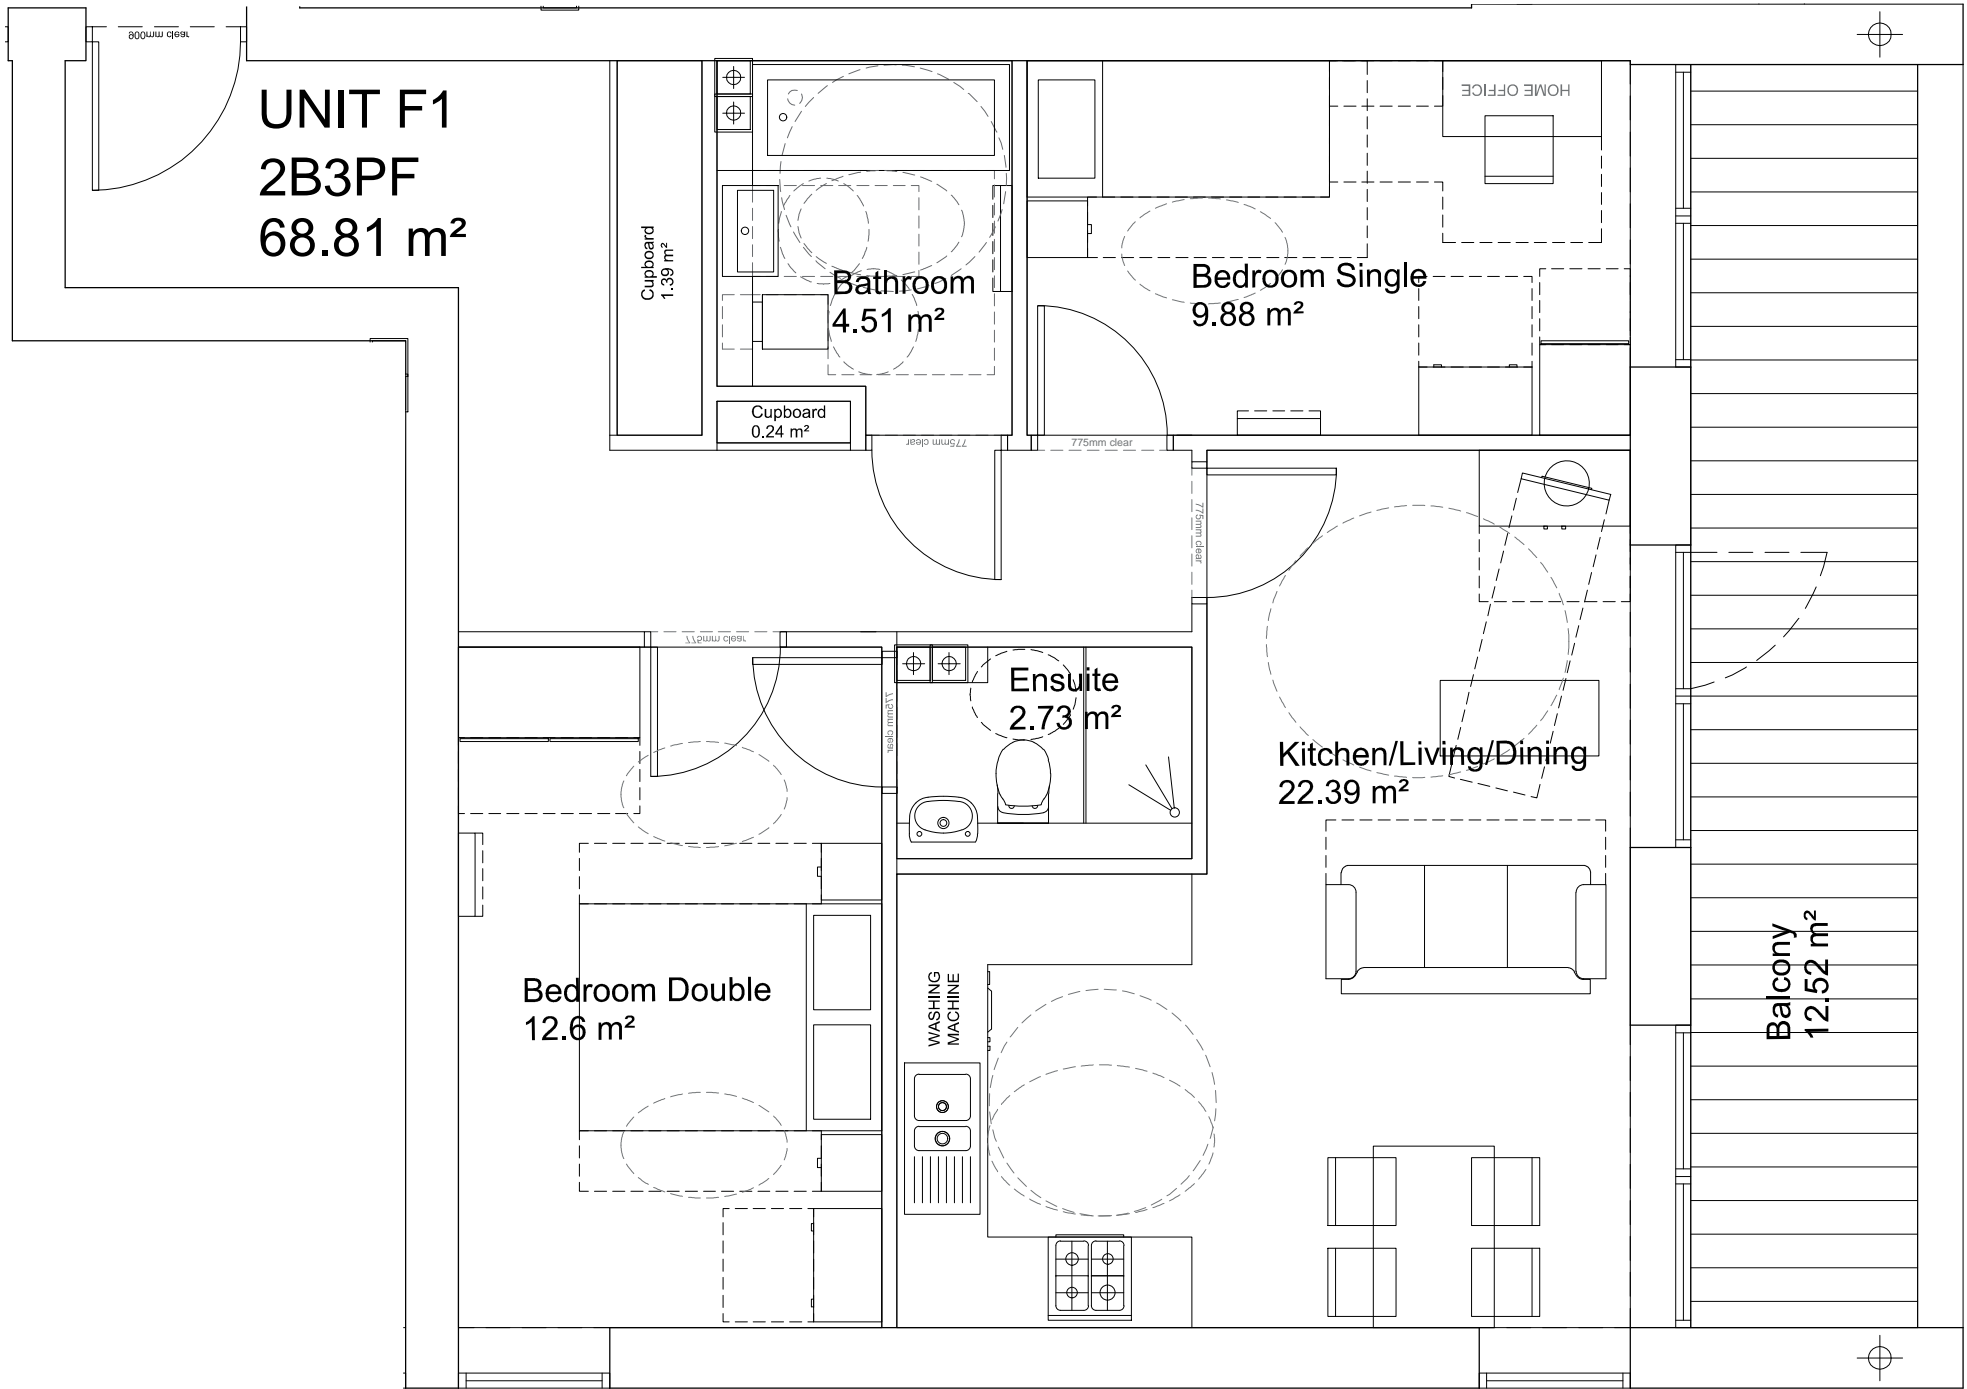 900mm clear
UNIT F1
2B3PF
68.81 m²
Cupboard
1.39 m²
Bathroom
4.51 m²
Cupboard
0.24 m²
775mm clear
HOME OFFICE
Bedroom Single
9.88 m²
775mm clear
775mm clear
775mm clear
775mm clear
Ensuite
2.73 m²
Kitchen/Living/Dining
22.39 m²
Bedroom Double
12.6 m²
WASHING
MACHINE
Balcony
12.52 m²